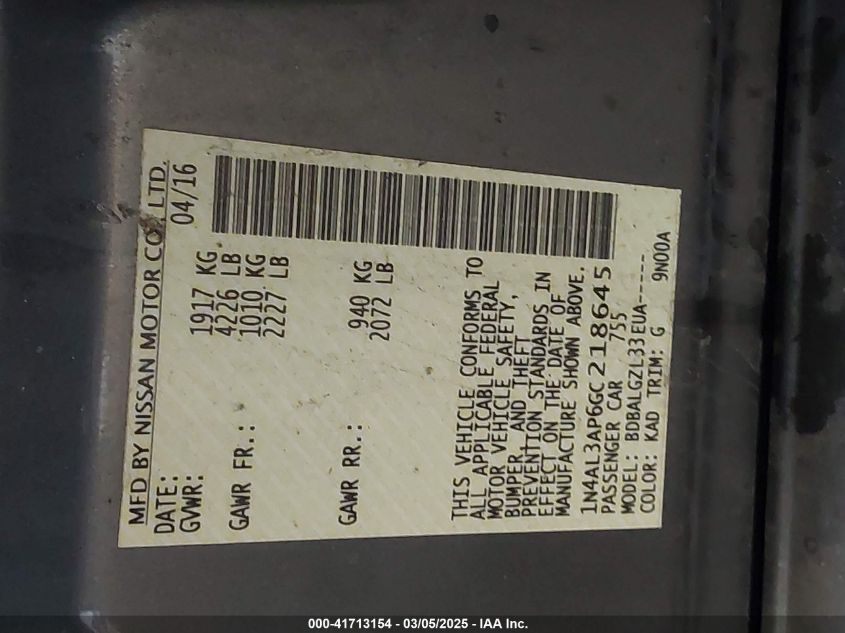 MFD BY NISSAN MOTOR CO., LTD.
DATE: 04/16
GVWR: 1917 KG
4226 LB
GAWR FR.: 1010 KG
2227 LB
GAWR RR.: 940 KG
2072 LB
THIS VEHICLE CONFORMS TO
ALL APPLICABLE FEDERAL
MOTOR VEHICLE SAFETY,
BUMPER, AND THEFT
PREVENTION STANDARDS IN
EFFECT ON THE DATE OF
MANUFACTURE SHOWN ABOVE.
1N4AL3AP6GC218645
PASSENGER CAR 755
MODEL: BDBALGZL33EUA------
COLOR: KAD TRIM: G 9N00A
000-41713154 - 03/05/2025 - IAA Inc.